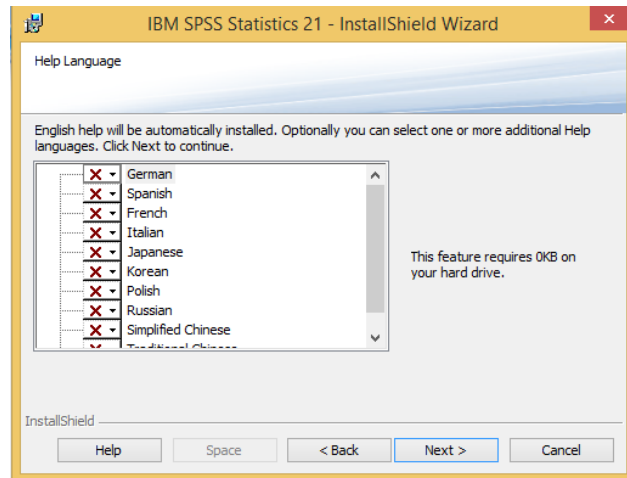 IBM SPSS Statistics 21 - InstallShield Wizard
Help Language
English help will be automatically installed. Optionally you can select one or more additional Help
languages. Click Next to continue.
German
Spanish
French
Italian
Japanese
Korean
Polish
Russian
Simplified Chinese
Traditional Chinese
This feature requires 0KB on
your hard drive.
InstallShield
Help
Space
< Back
Next >
Cancel